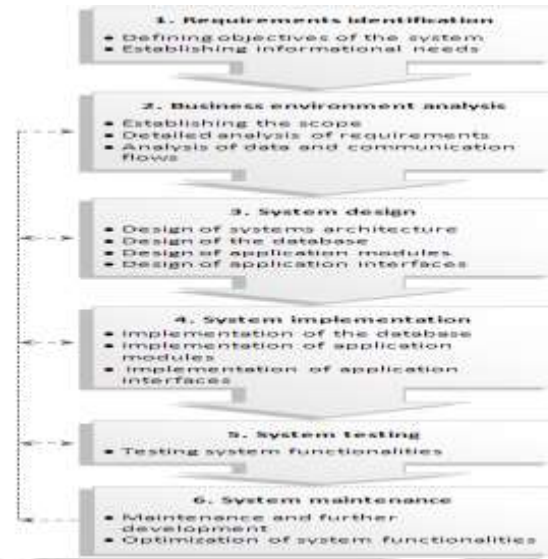 1. Requirements identification
• Defining objectives of the system
• Establishing informational needs
2. Business environment analysis
• Establishing the scope
• Detailed analysis of requirements
• Analysis of data and communication
flows
3. System design
• Design of systems architecture
• Design of the database
• Design of application modules
• Design of application interfaces
4. System implementation
• Implementation of the database
• Implementation of application
modules
• Implementation of application
interfaces
5. System testing
• Testing system functionalities
6. System maintenance
• Maintenance and further
development
• Optimization of system functionalities